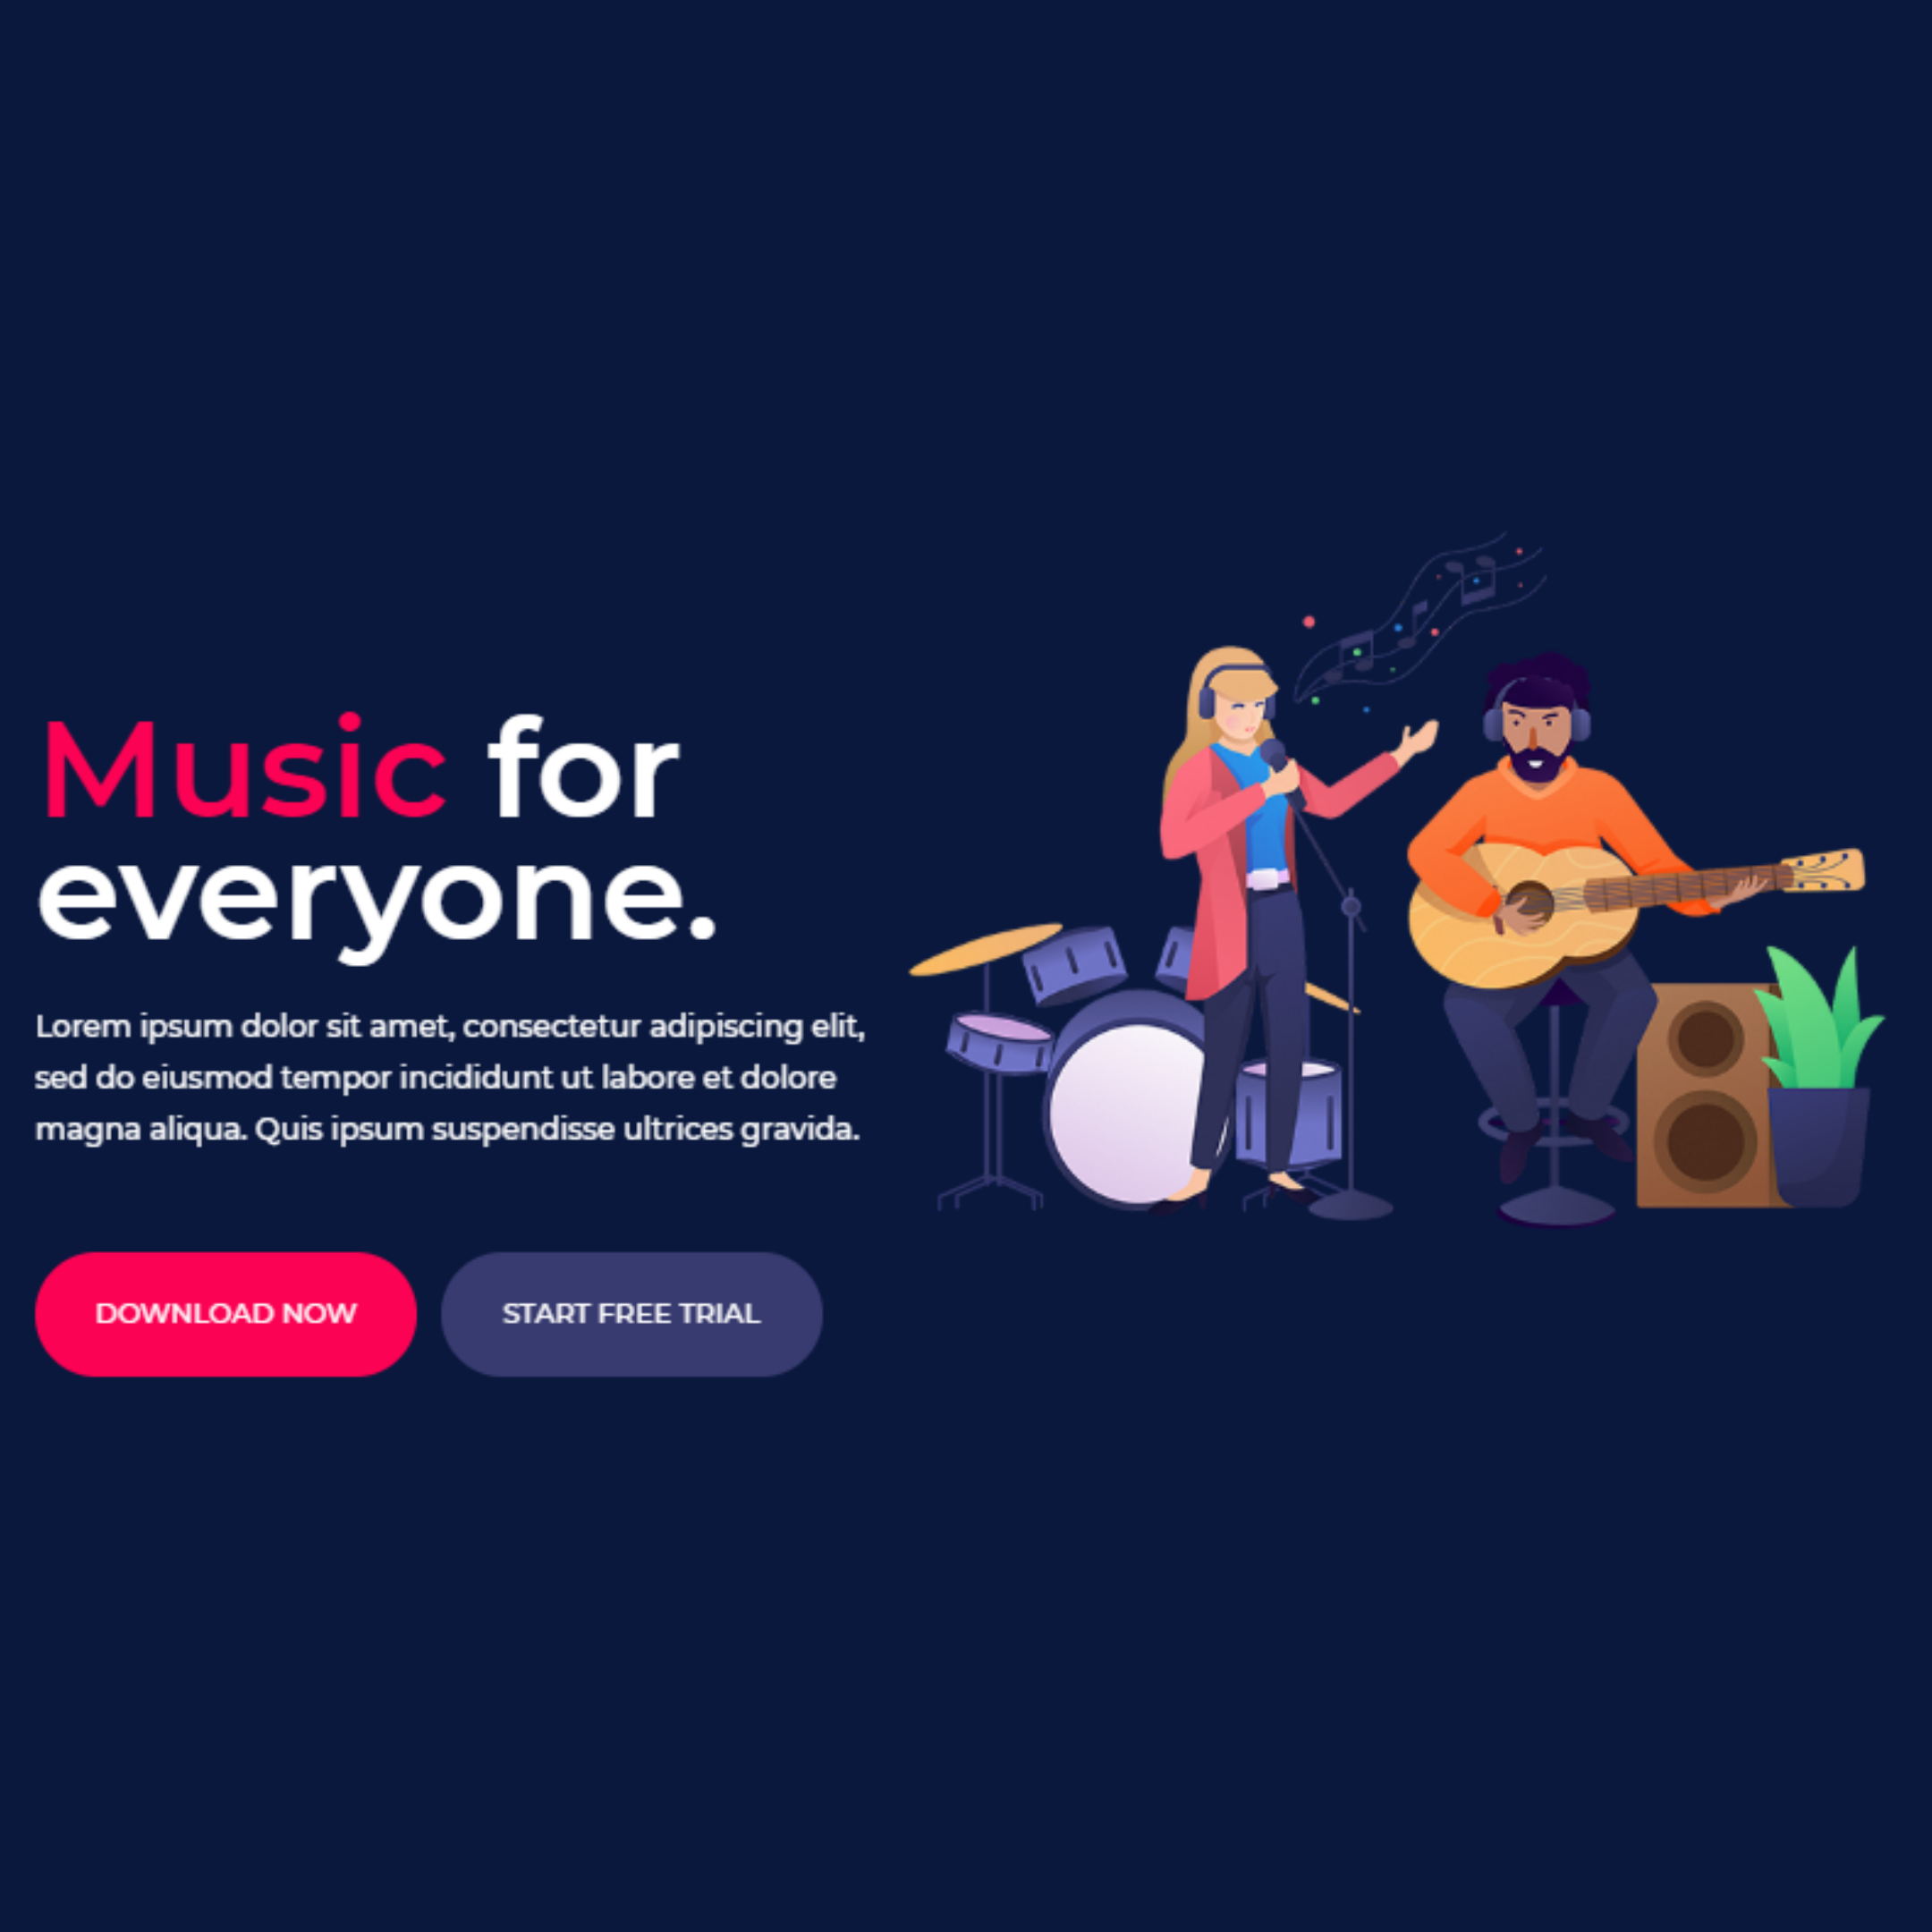 Music for
everyone.
Lorem ipsum dolor sit amet, consectetur adipiscing elit,
sed do eiusmod tempor incididunt ut labore et dolore
magna aliqua. Quis ipsum suspendisse ultrices gravida.
DOWNLOAD NOW
START FREE TRIAL